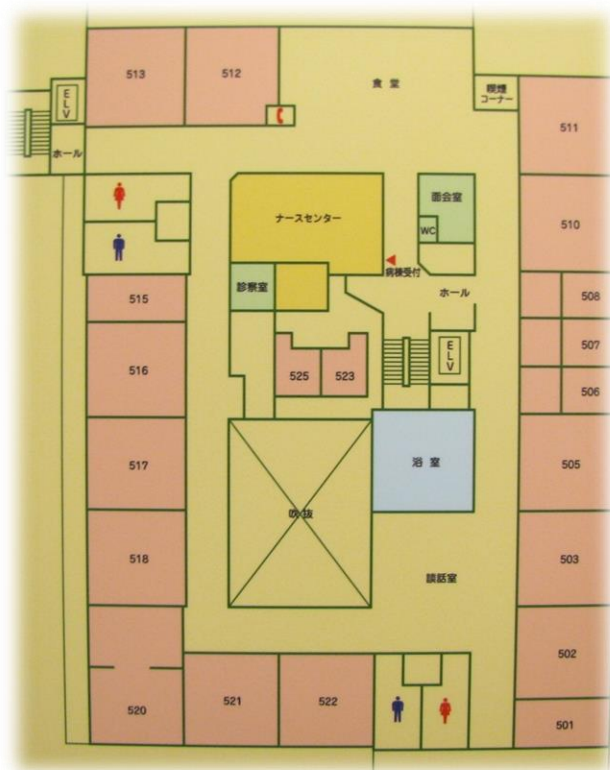 513
512
食堂
喫煙
コーナー
ELV
ホール
511
面会室
ナースセンター
WC
510
病棟受付
診察室
ホール
515
508
516
525
523
ELV
507
506
517
浴室
505
吹抜
518
談話室
503
502
520
521
522
501